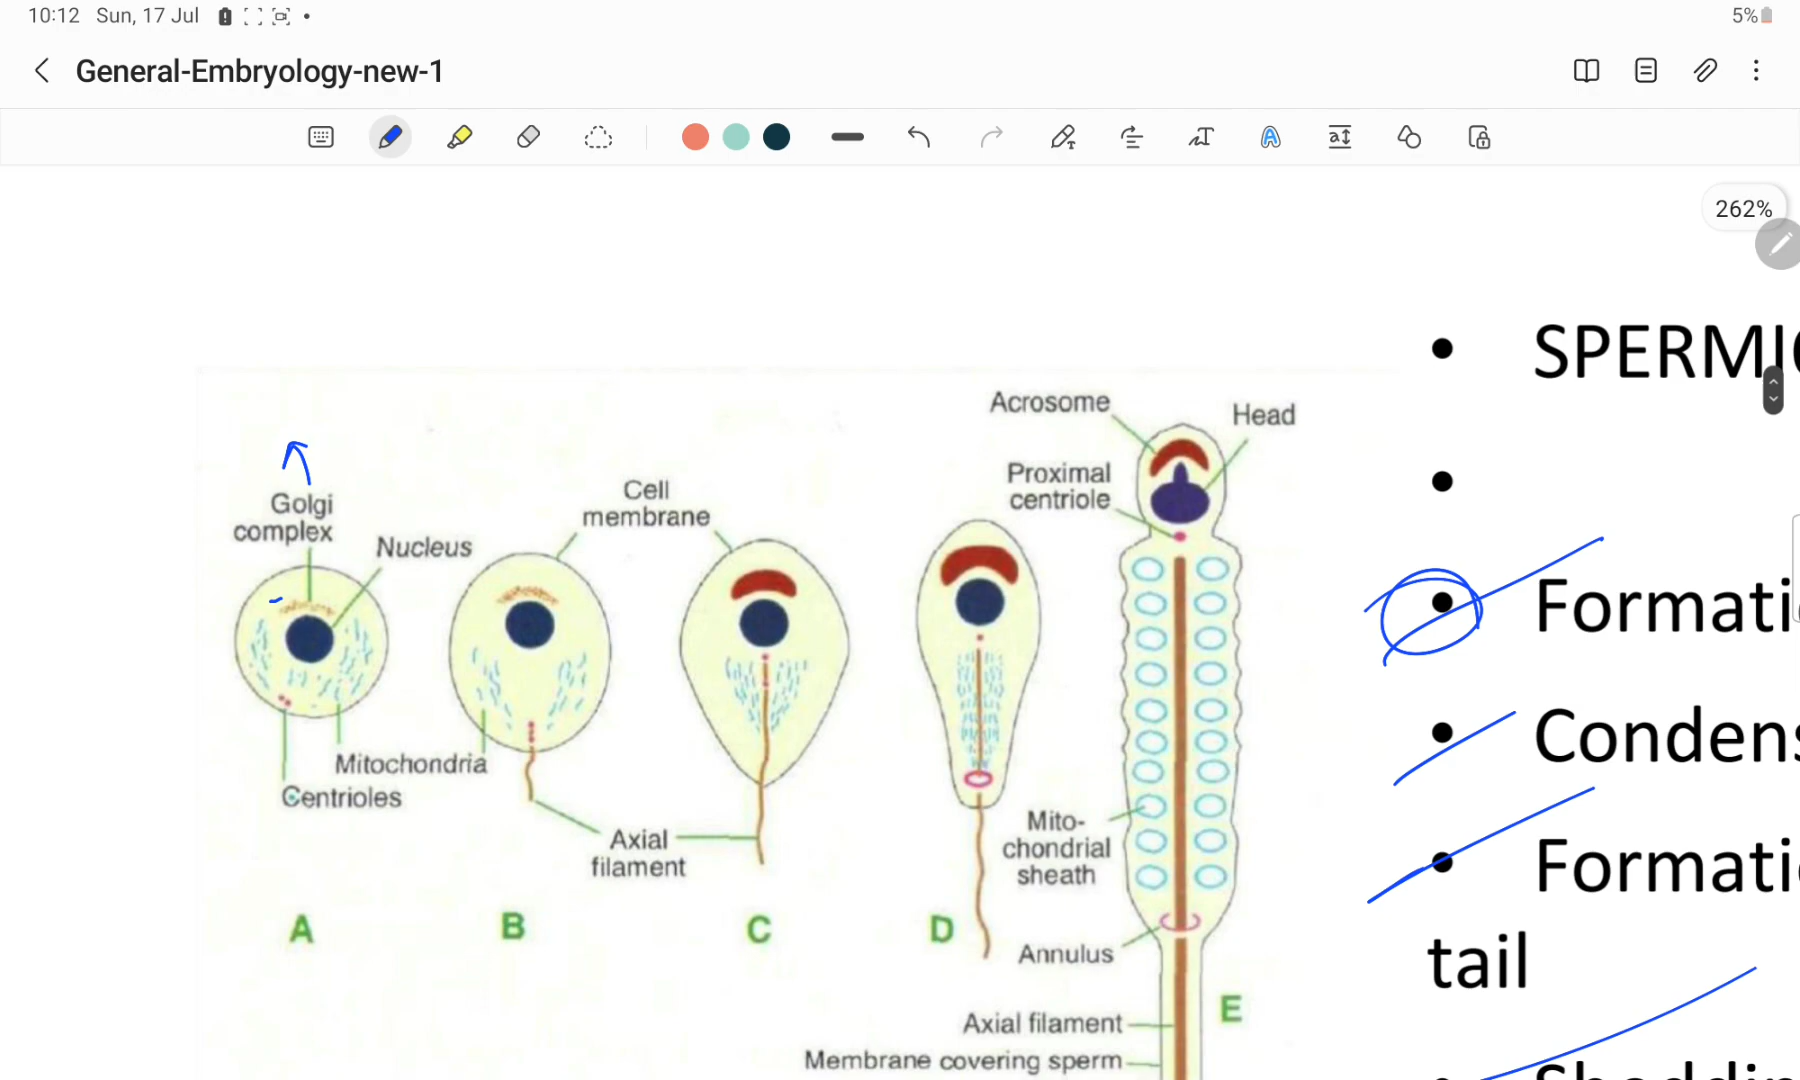 10:12 Sun, 17 Jul
5%
General-Embryology-new-1
262%
Acrosome
Head
Proximal
centriole
Golgi
complex
Nucleus
Cell
membrane
Mitochondria
Centrioles
Axial
filament
Mito-
chondrial
sheath
A
B
C
D
Annulus
E
Axial filament
Membrane covering sperm
• SPERMI
•
• Formati
• Condens
• Formati
tail